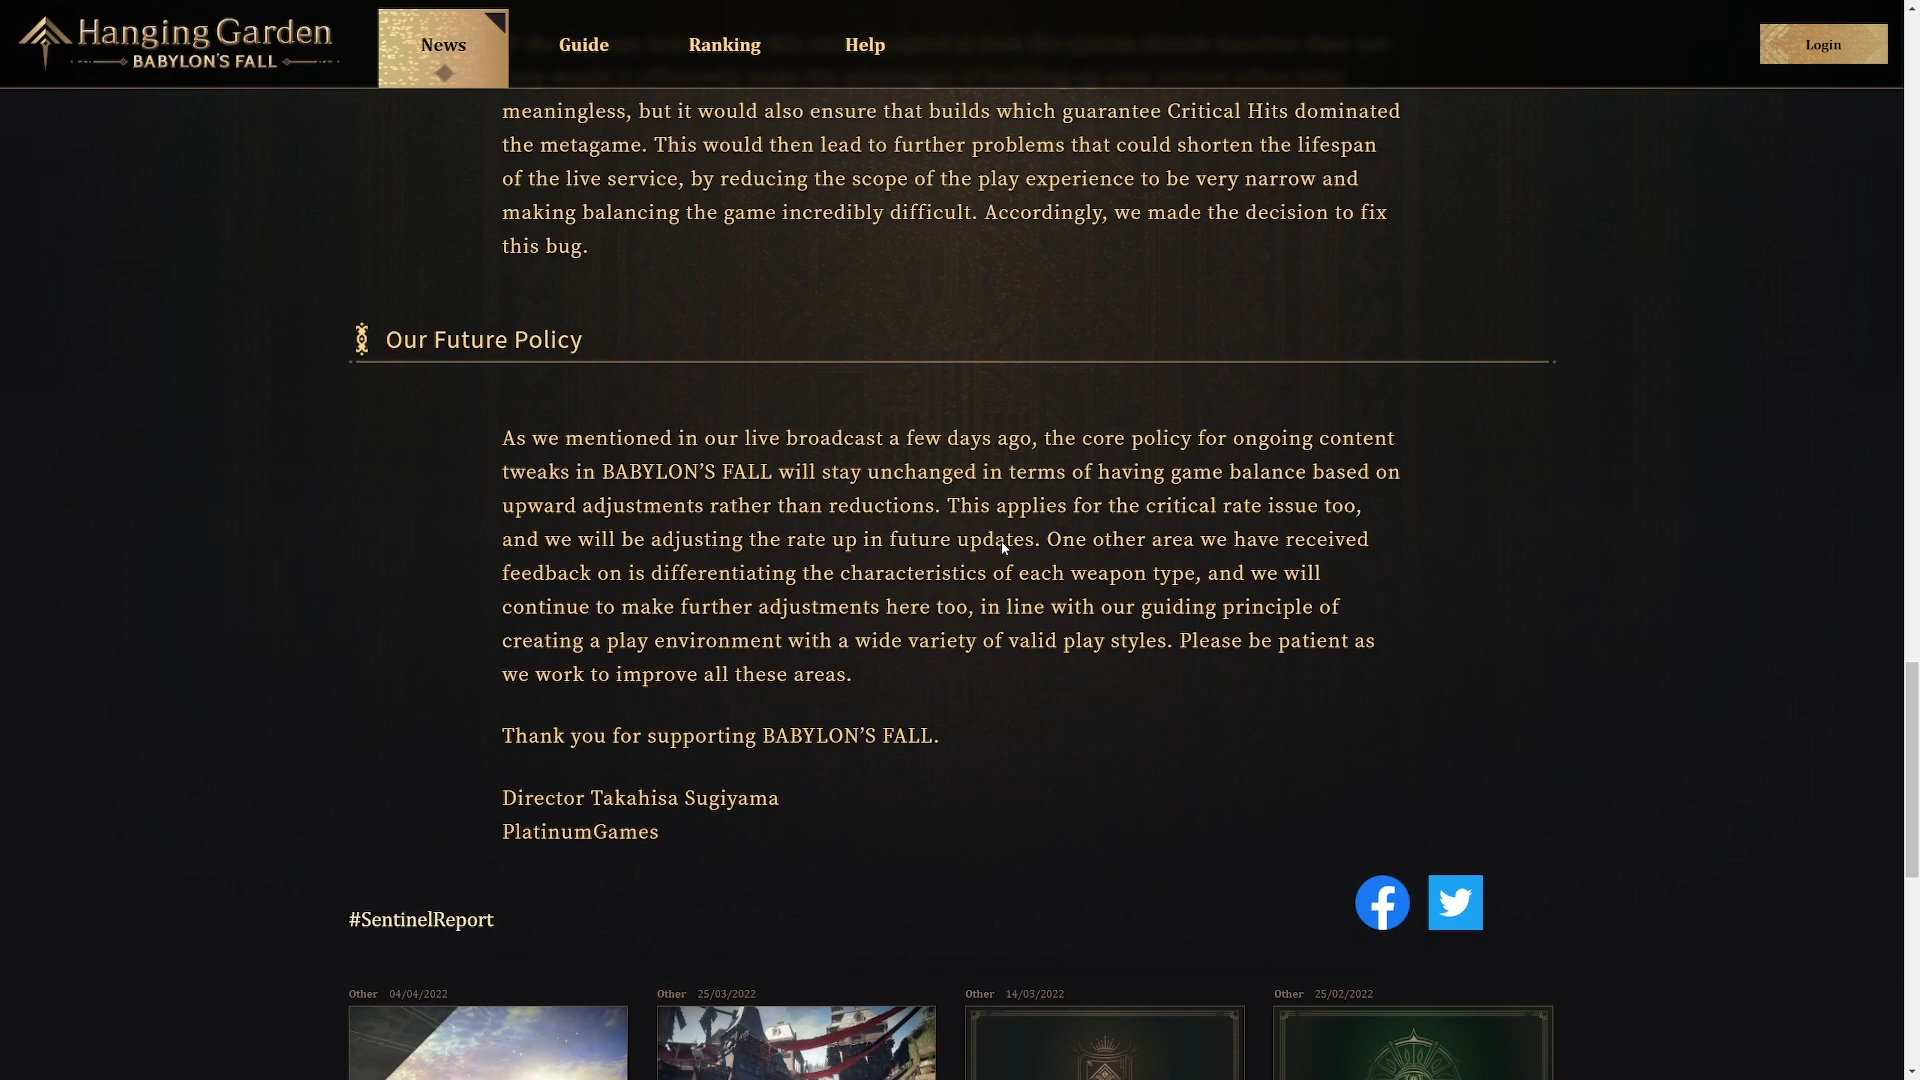 Hanging Garden
BABYLON'S FALL
News
Guide
Ranking
Help
Login
meaningless, but it would also ensure that builds which guarantee Critical Hits dominated
the metagame. This would then lead to further problems that could shorten the lifespan
of the live service, by reducing the scope of the play experience to be very narrow and
making balancing the game incredibly difficult. Accordingly, we made the decision to fix
this bug.
Our Future Policy
As we mentioned in our live broadcast a few days ago, the core policy for ongoing content
tweaks in BABYLON’S FALL will stay unchanged in terms of having game balance based on
upward adjustments rather than reductions. This applies for the critical rate issue too,
and we will be adjusting the rate up in future updates. One other area we have received
feedback on is differentiating the characteristics of each weapon type, and we will
continue to make further adjustments here too, in line with our guiding principle of
creating a play environment with a wide variety of valid play styles. Please be patient as
we work to improve all these areas.
Thank you for supporting BABYLON’S FALL.
Director Takahisa Sugiyama
PlatinumGames
#SentinelReport
Other 04/04/2022
Other 25/03/2022
Other 14/03/2022
Other 25/02/2022